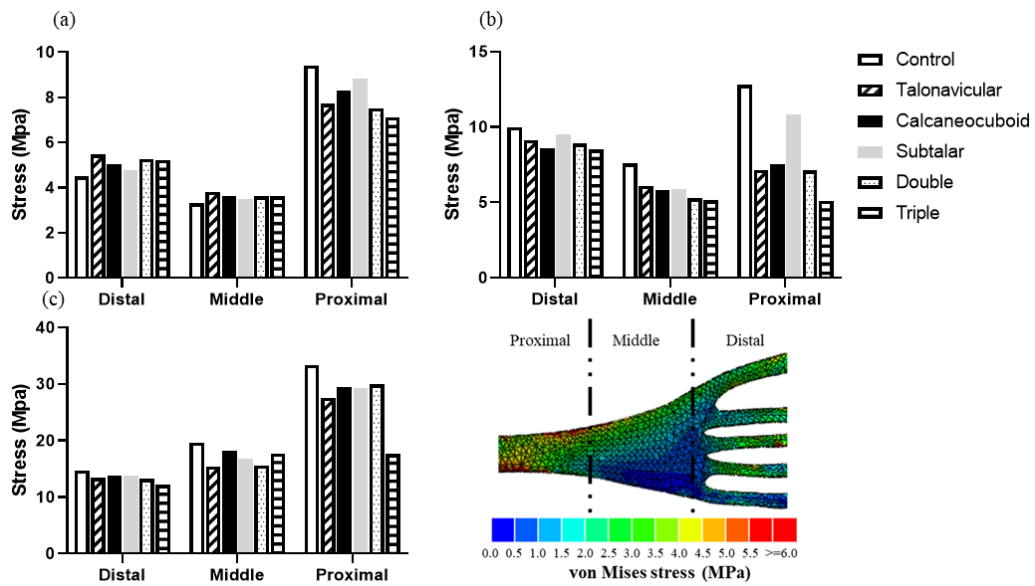 (a)
10
8
6
4
2
0
Stress (Mpa)
Distal Middle Proximal
(b)
15
10
5
0
Stress (Mpa)
Distal Middle Proximal
Control
Talonavicular
Calcaneocuboid
Subtalar
Double
Triple
(c)
40
30
20
10
0
Stress (Mpa)
Distal Middle Proximal
Proximal Middle Distal
0.0 0.5 1.0 1.5 2.0 2.5 3.0 3.5 4.0 4.5 5.0 5.5 >=6.0
von Mises stress (MPa)